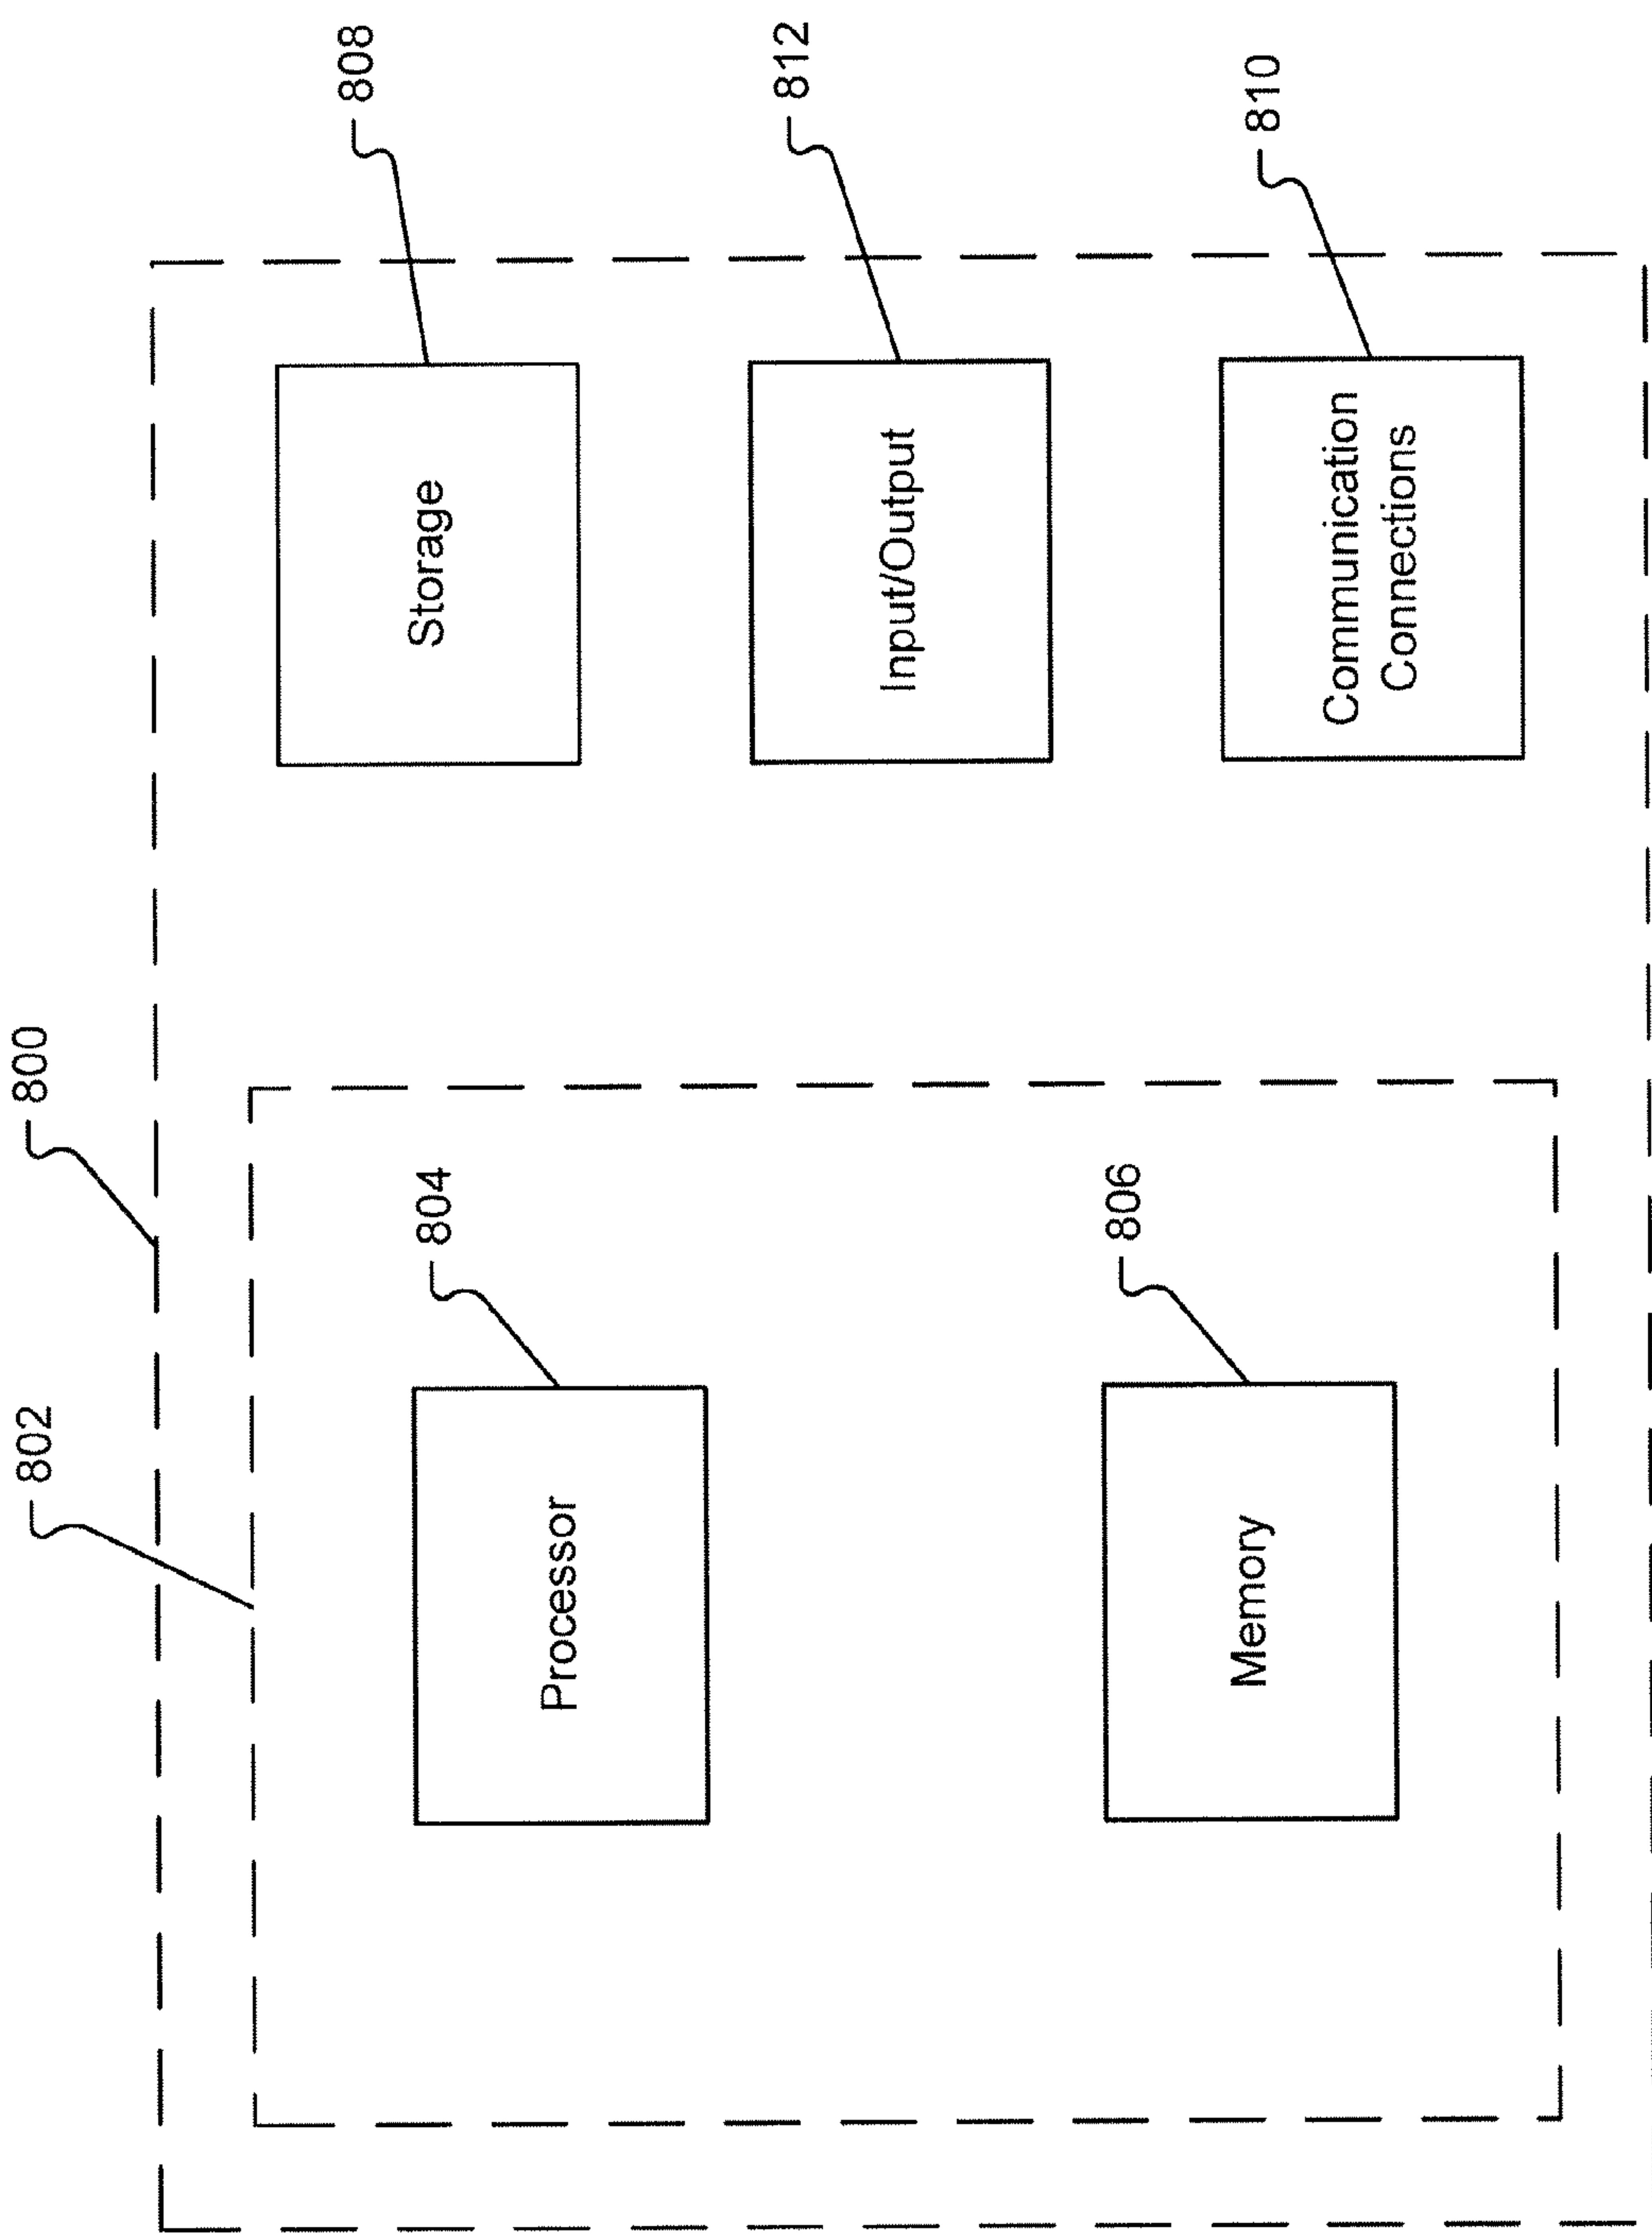 800
802
804
Processor
806
Memory
808
Storage
812
Input/Output
810
Communication
Connections